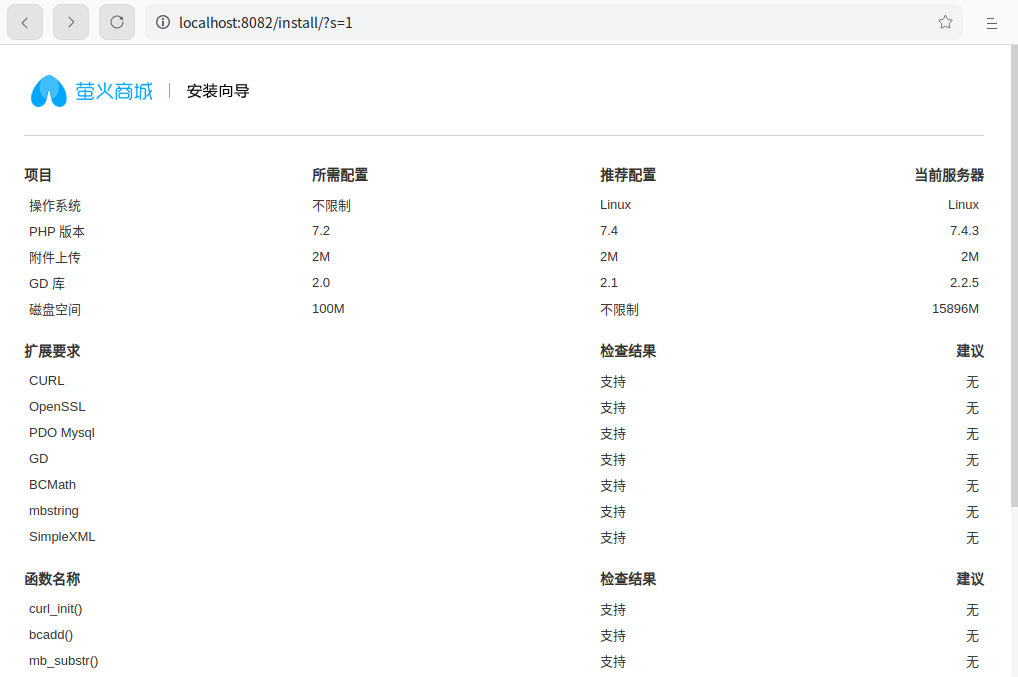 localhost:8082/install/?s=1
萤火商城 | 安装向导
项目 所需配置 推荐配置 当前服务器
操作系统 不限制 Linux Linux
PHP 版本 7.2 7.4 7.4.3
附件上传 2M 2M 2M
GD 库 2.0 2.1 2.2.5
磁盘空间 100M 不限制 15896M
扩展要求 检查结果 建议
CURL 支持 无
OpenSSL 支持 无
PDO Mysql 支持 无
GD 支持 无
BCMath 支持 无
mbstring 支持 无
SimpleXML 支持 无
函数名称 检查结果 建议
curl_init() 支持 无
bcadd() 支持 无
mb_substr() 支持 无